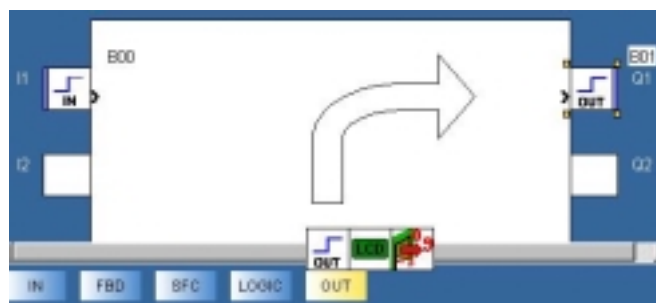 B00
B01
I1
IN
OUT
Q1
I2
Q2
OUT
LCD
IN
FBD
SFC
LOGIC
OUT